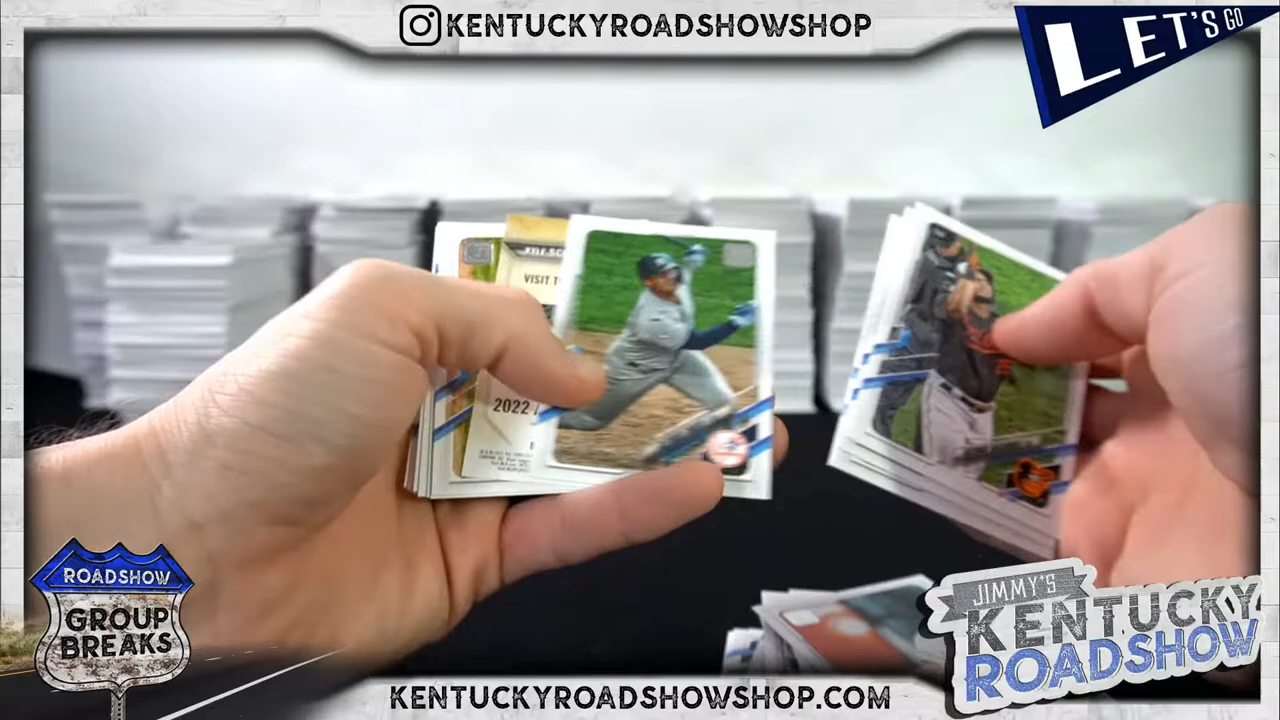 KENTUCKYROADSHOWSHOP
LET'S GO
VISIT
2022
ROADSHOW
GROUP
BREAKS
JIMMY'S
KENTUCKY
ROADSHOW
KENTUCKYROADSHOWSHOP.COM